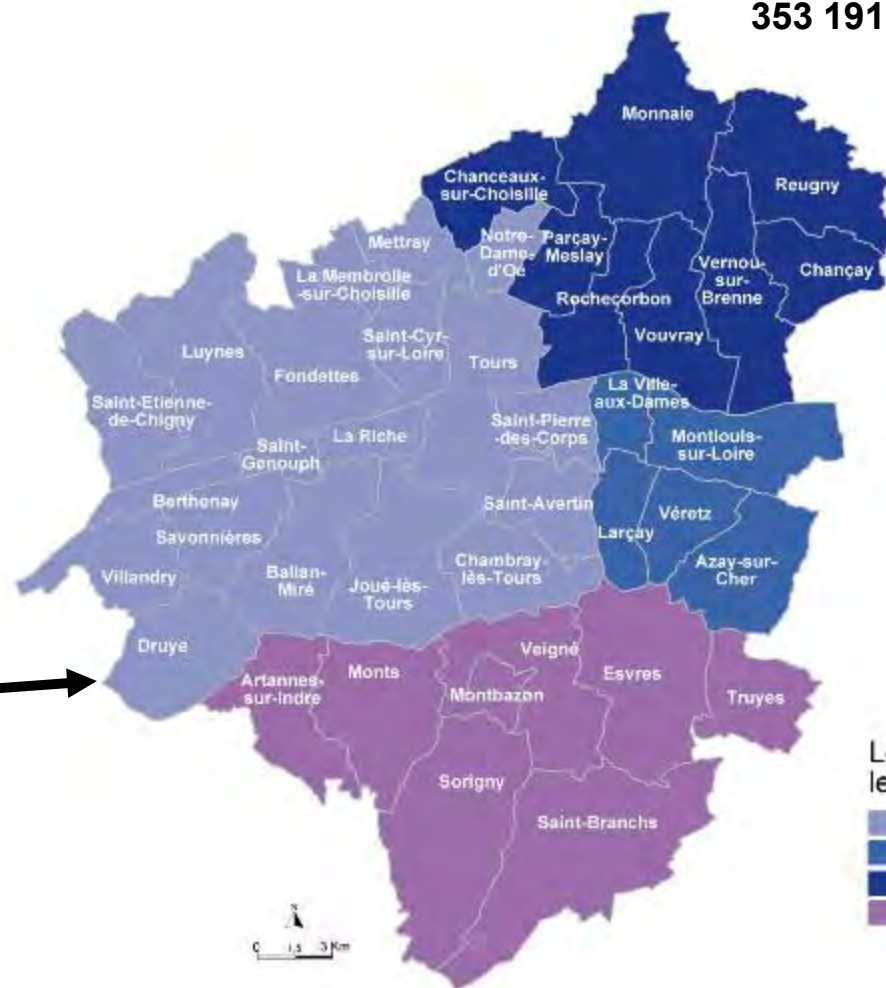 353 191
Monnaie
Reugny
Chanceaux-
sur-Choisille
Mettray
Notre-
Dame-
d'Oé
Parçay-
Meslay
Vernou-
sur-
Brenne
Chançay
La Membrolle
-sur-Choisille
Rochecorbon
Vouvray
Luynes
Saint-Cyr-
sur-Loire
Tours
Fondettes
La Ville-
aux-Dames
Saint-Etienne-
de-Chigny
Saint-Pierre
-des-Corps
La Riche
Montlouis-
sur-Loire
Saint-
Genouph
Berthenay
Saint-Avertin
Véretz
Savonnières
Larçay
Villandry
Ballan-
Miré
Joué-lès-
Tours
Chambray-
lès-Tours
Azay-sur-
Cher
Druye
Veigné
Artannes-
sur-Indre
Monts
Esvres
Montbazon
Truyes
Sorigny
Saint-Branchs
L
le
N
0 1,5 3 Km